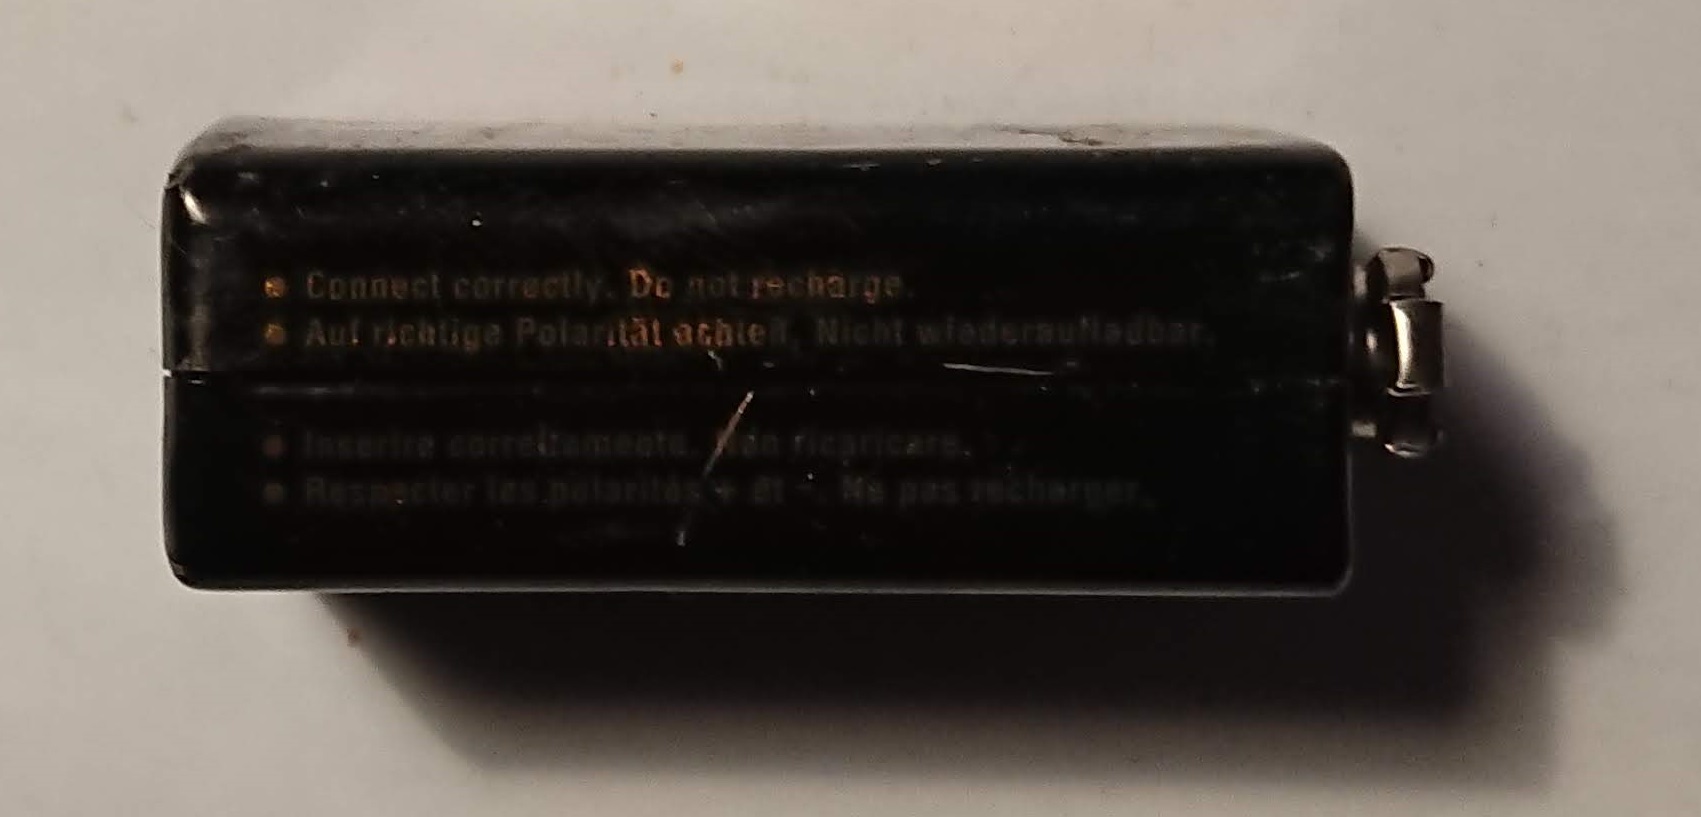 • Connect correctly. Do not recharge.
• Auf richtige Polarität achten, Nicht wiederaufladbar.
• Inserire correttamente. Non ricaricare.
• Respecter les polarités + et -. Ne pas recharger.